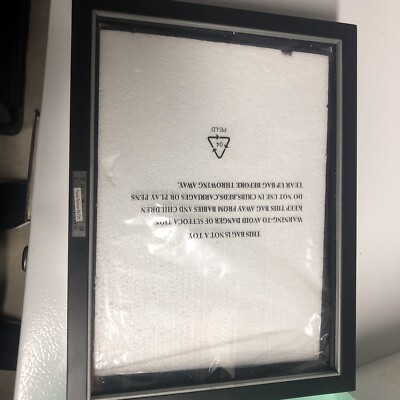 THIS BAG IS NOT A TOY
WARNING-TO AVOID DANGER OF SUFFOCATION
KEEP THIS BAG AWAY FROM BABIES AND CHILDREN
DO NOT USE IN CRIBS,BEDS,CARRIAGES OR PLAY PENS
TEAR UP BAG BEFORE THROWING AWAY.
04
PE-LD